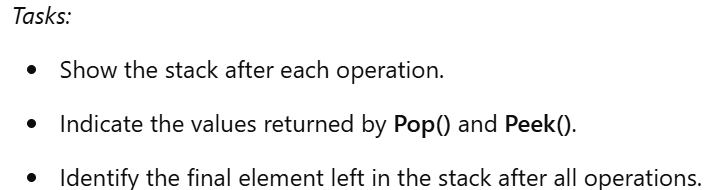 Tasks:
• Show the stack after each operation.
• Indicate the values returned by Pop() and Peek().
• Identify the final element left in the stack after all operations.